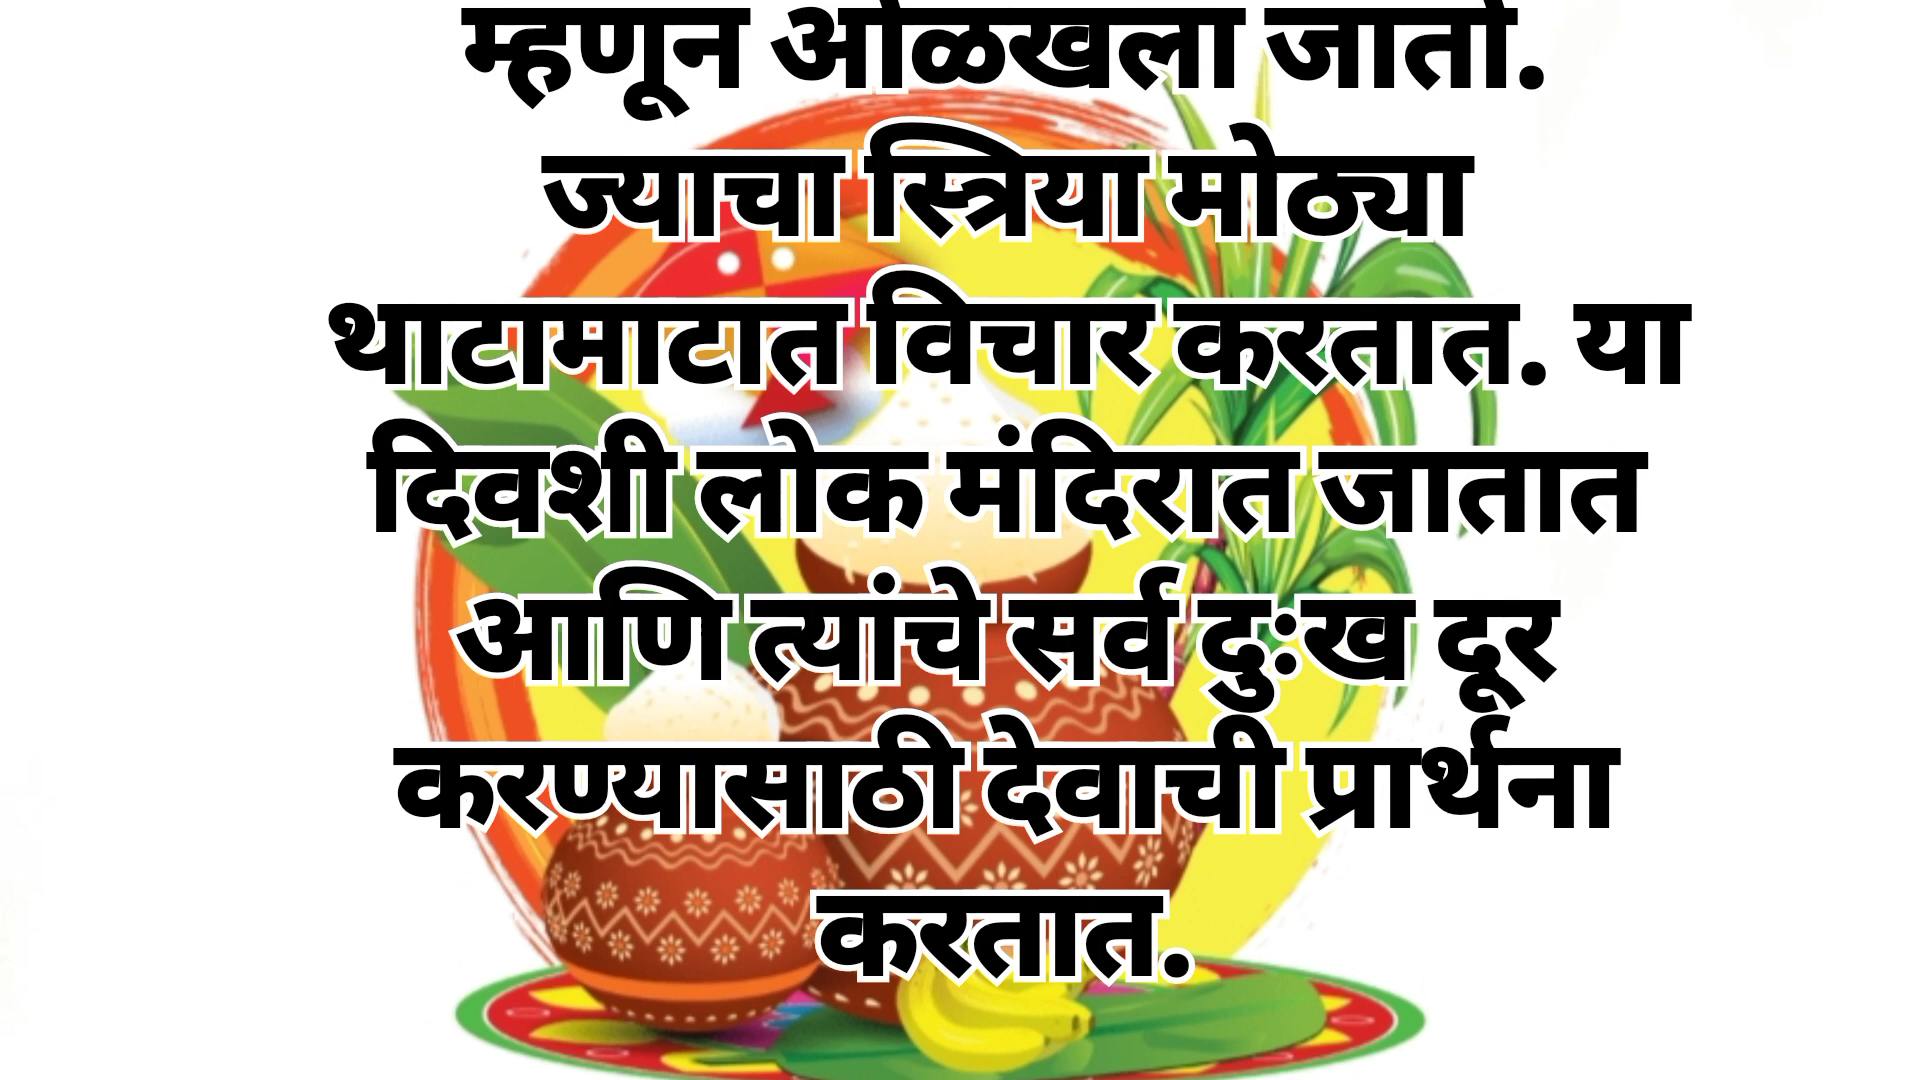 म्हणून ओळखला जातो.
ज्याचा स्त्रिया मोठ्या
थाटामाटात विचार करतात. या
दिवशी लोक मंदिरात जातात
आणि त्यांचे सर्व दुःख दूर
करण्यासाठी देवाची प्रार्थना
करतात.